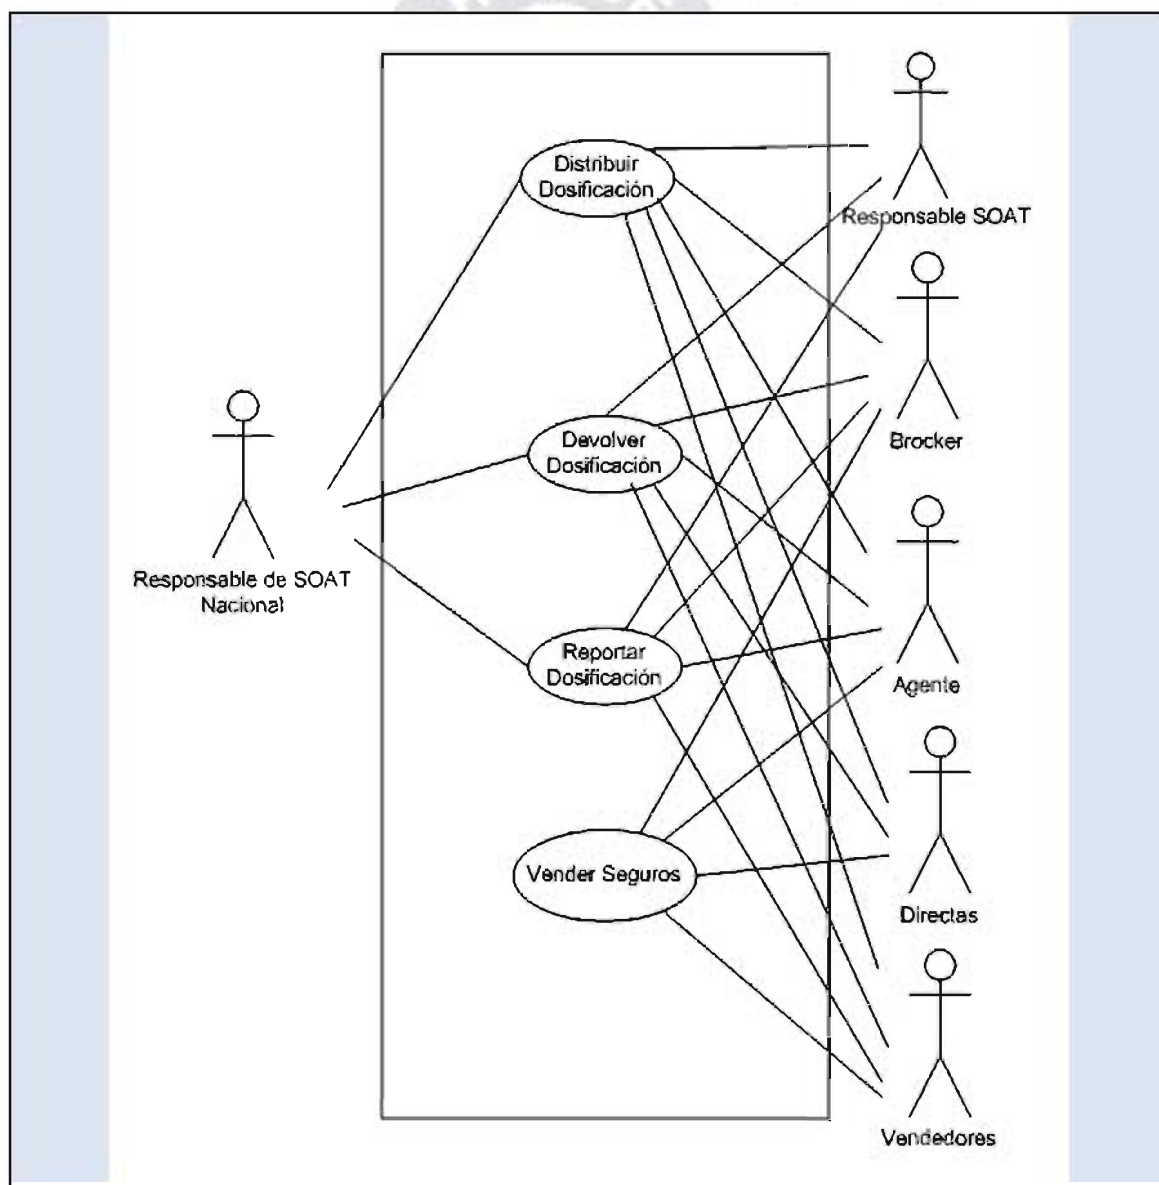 Distribuir
Dosificación
Responsable SOAT
Devolver
Dosificación
Brocker
Responsable de SOAT
Nacional
Reportar
Dosificación
Agente
Vender Seguros
Directas
Vendedores